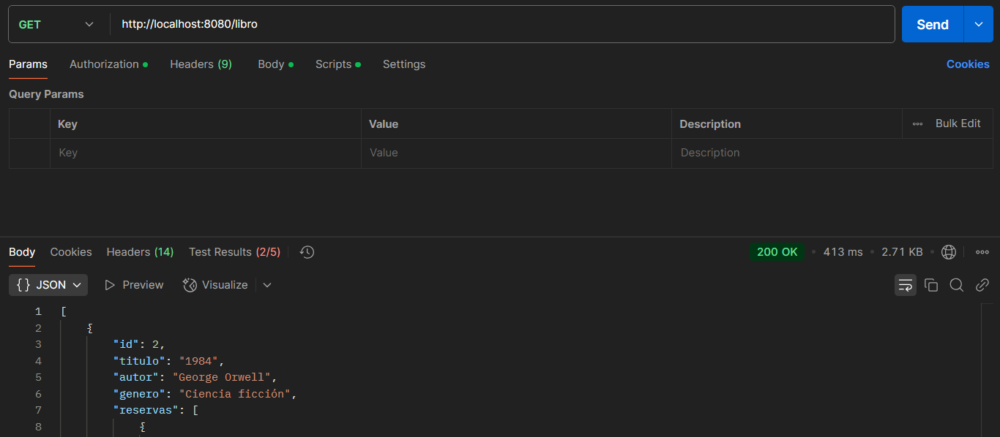 GET http://localhost:8080/libro Send
Params Authorization Headers (9) Body Scripts Settings Cookies
Query Params
Key Value Description Bulk Edit
Key Value Description
Body Cookies Headers (14) Test Results (2/5) 200 OK 413 ms 2.71 KB
{} JSON Preview Visualize
1 [
2 {
3 "id": 2,
4 "titulo": "1984",
5 "autor": "George Orwell",
6 "genero": "Ciencia ficción",
7 "reservas": [
8 {